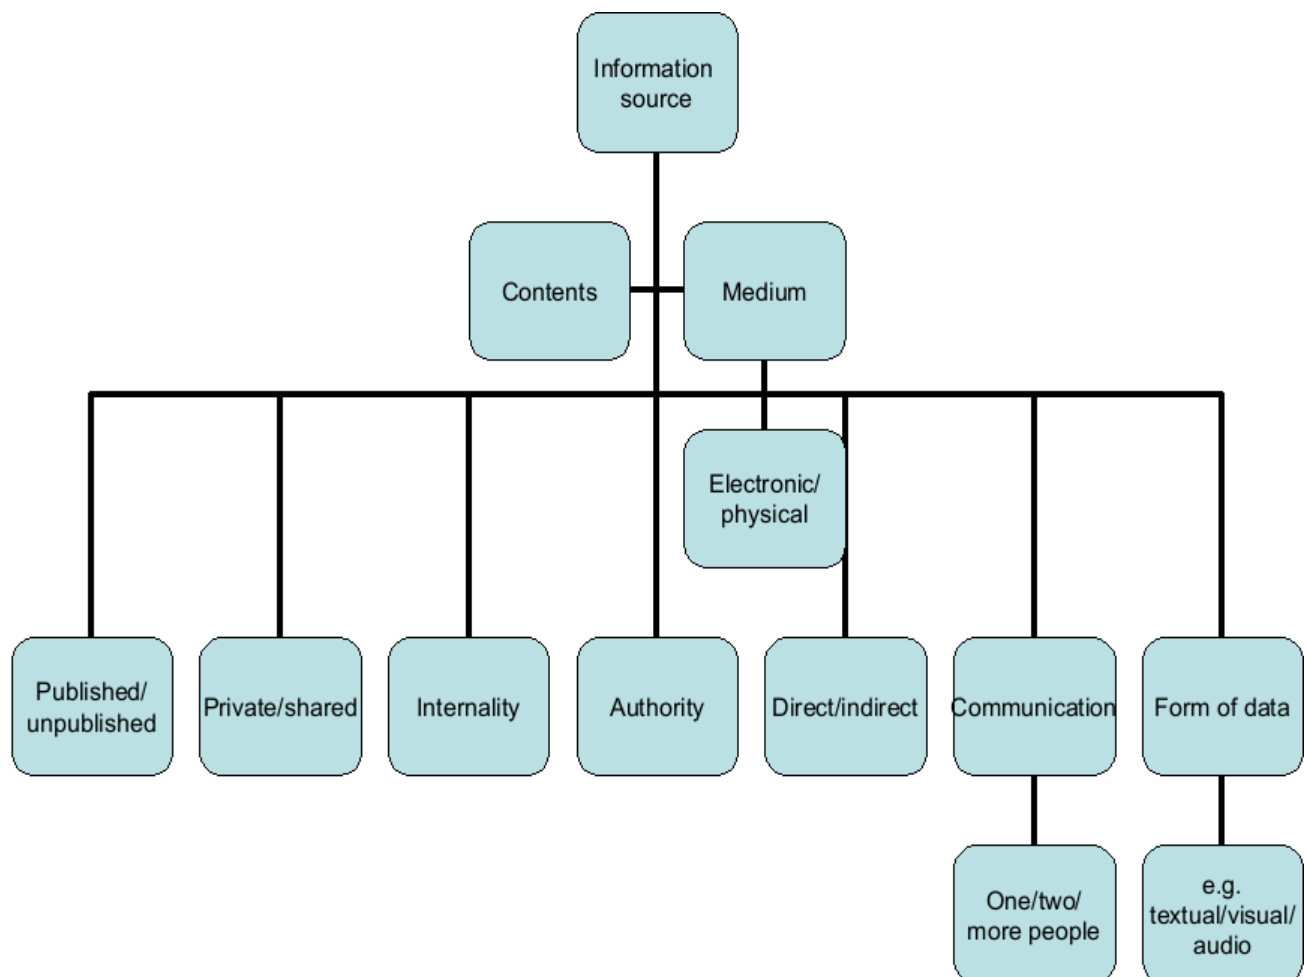 Information
source
Contents
Medium
Electronic/
physical
Published/
unpublished
Private/shared
Internality
Authority
Direct/indirect
Communication
Form of data
One/two/
more people
e.g.
textual/visual/
audio